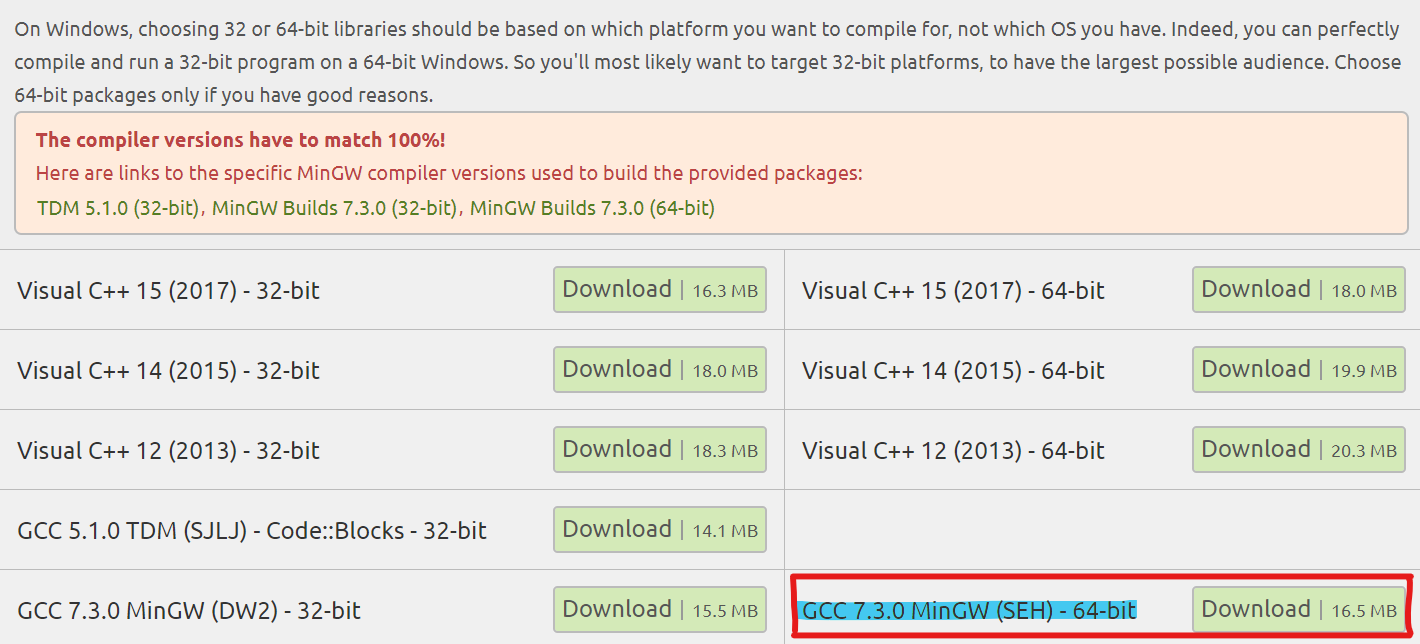 On Windows, choosing 32 or 64-bit libraries should be based on which platform you want to compile for, not which OS you have. Indeed, you can perfectly
compile and run a 32-bit program on a 64-bit Windows. So you'll most likely want to target 32-bit platforms, to have the largest possible audience. Choose
64-bit packages only if you have good reasons.
The compiler versions have to match 100%!
Here are links to the specific MinGW compiler versions used to build the provided packages:
TDM 5.1.0 (32-bit), MinGW Builds 7.3.0 (32-bit), MinGW Builds 7.3.0 (64-bit)
Visual C++ 15 (2017) - 32-bit Download | 16.3 MB Visual C++ 15 (2017) - 64-bit Download | 18.0 MB
Visual C++ 14 (2015) - 32-bit Download | 18.0 MB Visual C++ 14 (2015) - 64-bit Download | 19.9 MB
Visual C++ 12 (2013) - 32-bit Download | 18.3 MB Visual C++ 12 (2013) - 64-bit Download | 20.3 MB
GCC 5.1.0 TDM (SJLJ) - Code::Blocks - 32-bit Download | 14.1 MB
GCC 7.3.0 MinGW (DW2) - 32-bit Download | 15.5 MB GCC 7.3.0 MinGW (SEH) - 64-bit Download | 16.5 MB